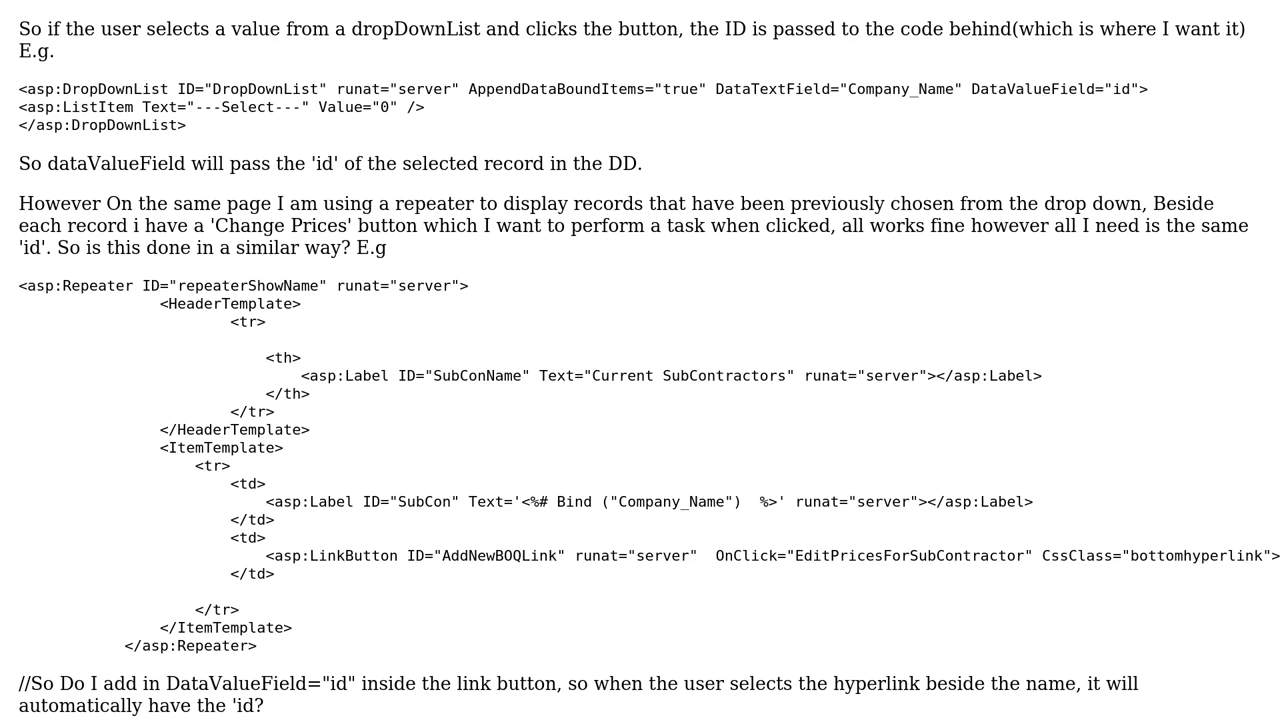 So if the user selects a value from a dropDownList and clicks the button, the ID is passed to the code behind(which is where I want it)
E.g.
<asp:DropDownList ID="DropDownList" runat="server" AppendDataBoundItems="true" DataTextField="Company_Name" DataValueField="id">
<asp:ListItem Text="---Select---" Value="0" />
</asp:DropDownList>
So dataValueField will pass the 'id' of the selected record in the DD.
However On the same page I am using a repeater to display records that have been previously chosen from the drop down, Beside
each record i have a 'Change Prices' button which I want to perform a task when clicked, all works fine however all I need is the same
'id'. So is this done in a similar way? E.g
<asp:Repeater ID="repeaterShowName" runat="server">
<HeaderTemplate>
<tr>
<th>
<asp:Label ID="SubConName" Text="Current SubContractors" runat="server"></asp:Label>
</th>
</tr>
</HeaderTemplate>
<ItemTemplate>
<tr>
<td>
<asp:Label ID="SubCon" Text='<%# Bind ("Company_Name")  %>' runat="server"></asp:Label>
</td>
<td>
<asp:LinkButton ID="AddNewBOQLink" runat="server"  OnClick="EditPricesForSubContractor" CssClass="bottomhyperlink">
</td>
</tr>
</ItemTemplate>
</asp:Repeater>
//So Do I add in DataValueField="id" inside the link button, so when the user selects the hyperlink beside the name, it will
automatically have the 'id?